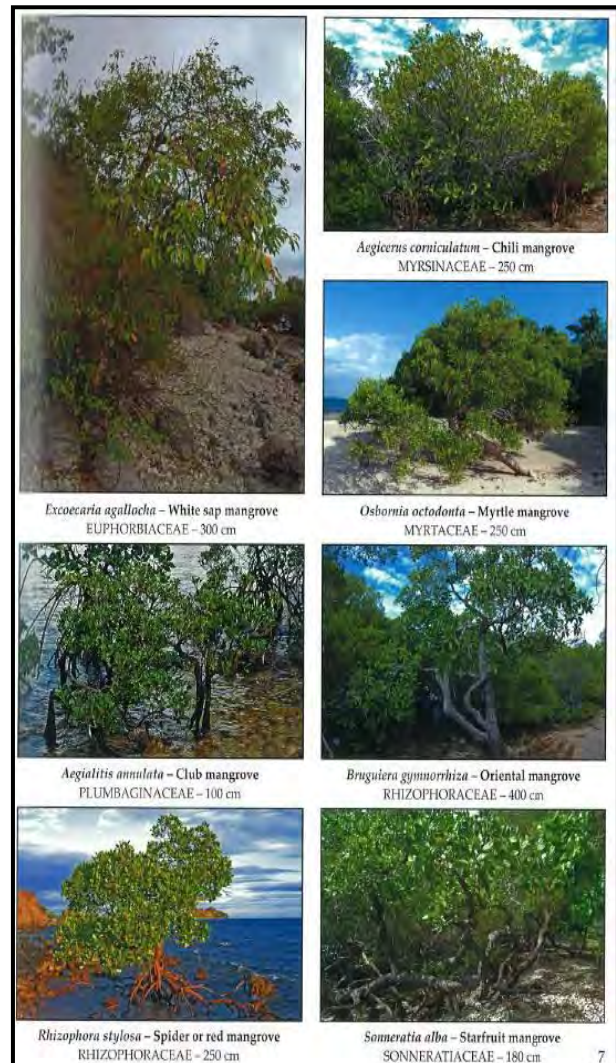 Aegicerus corniculatum – Chili mangrove
MYRSINACEAE – 250 cm
Excoecaria agallocha – White sap mangrove
EUPHORBIACEAE – 300 cm
Osbornia octodonta – Myrtle mangrove
MYRTACEAE – 250 cm
Aegialitis annulata – Club mangrove
PLUMBAGINACEAE – 100 cm
Bruguiera gymnorrhiza – Oriental mangrove
RHIZOPHORACEAE – 400 cm
Rhizophora stylosa – Spider or red mangrove
RHIZOPHORACEAE – 250 cm
Sonneratia alba – Starfruit mangrove
SONNERATIACEAE – 180 cm